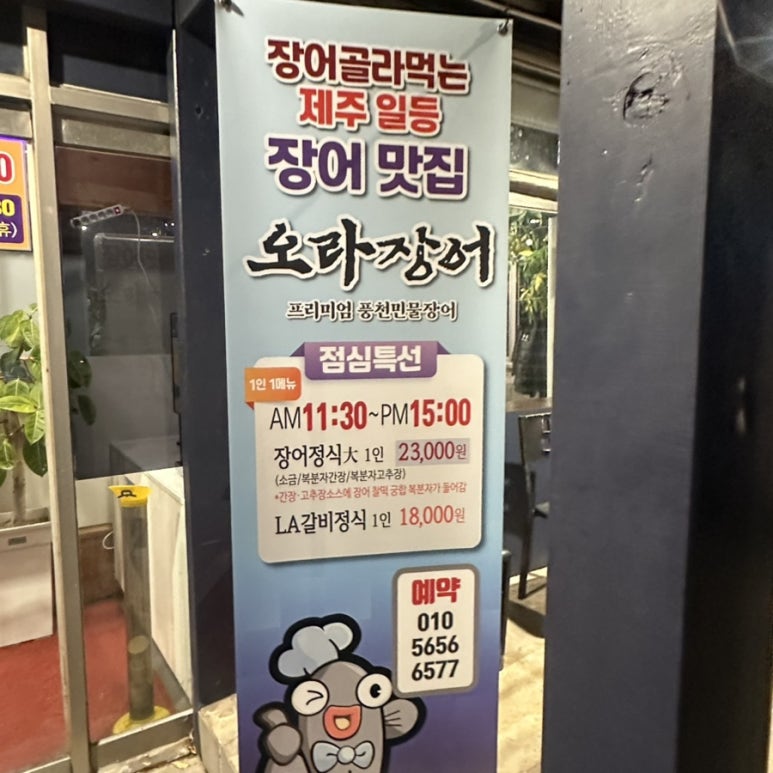 장어골라먹는
제주 일등
장어 맛집
오라장어
프리미엄 풍천민물장어
점심특선
1인 1메뉴
AM11:30~PM15:00
장어정식大 1인 23,000원
(소금/복분자간장/복분자고추장)
*간장·고추장소스에 장어 찰떡 궁합 복분자가 들어감
LA갈비정식 1인 18,000원
예약
010
5656
6577